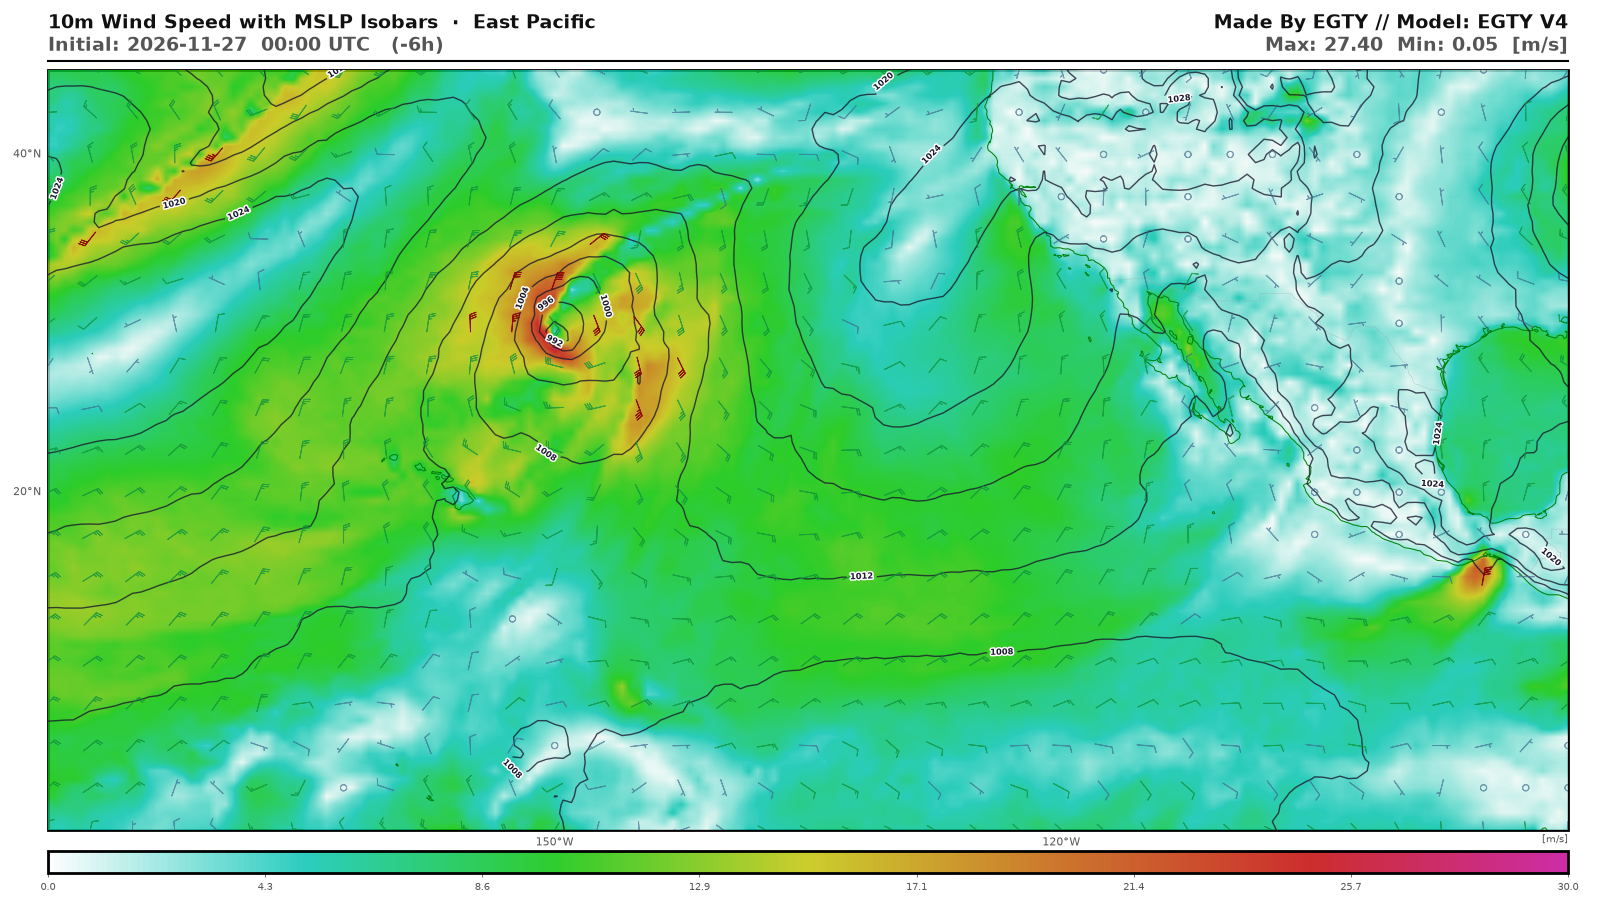 10m Wind Speed with MSLP Isobars · East Pacific
Made By EGTY // Model: EGTY V4
Initial: 2026-11-27 00:00 UTC (-6h)
Max: 27.40 Min: 0.05 [m/s]
1020
1028
40°N
1024
1024
1020
1024
1004
996
1000
992
1008
1024
1024
20°N
1020
1012
1008
1008
150°W
120°W
[m/s]
0.0
4.3
8.6
12.9
17.1
21.4
25.7
30.0